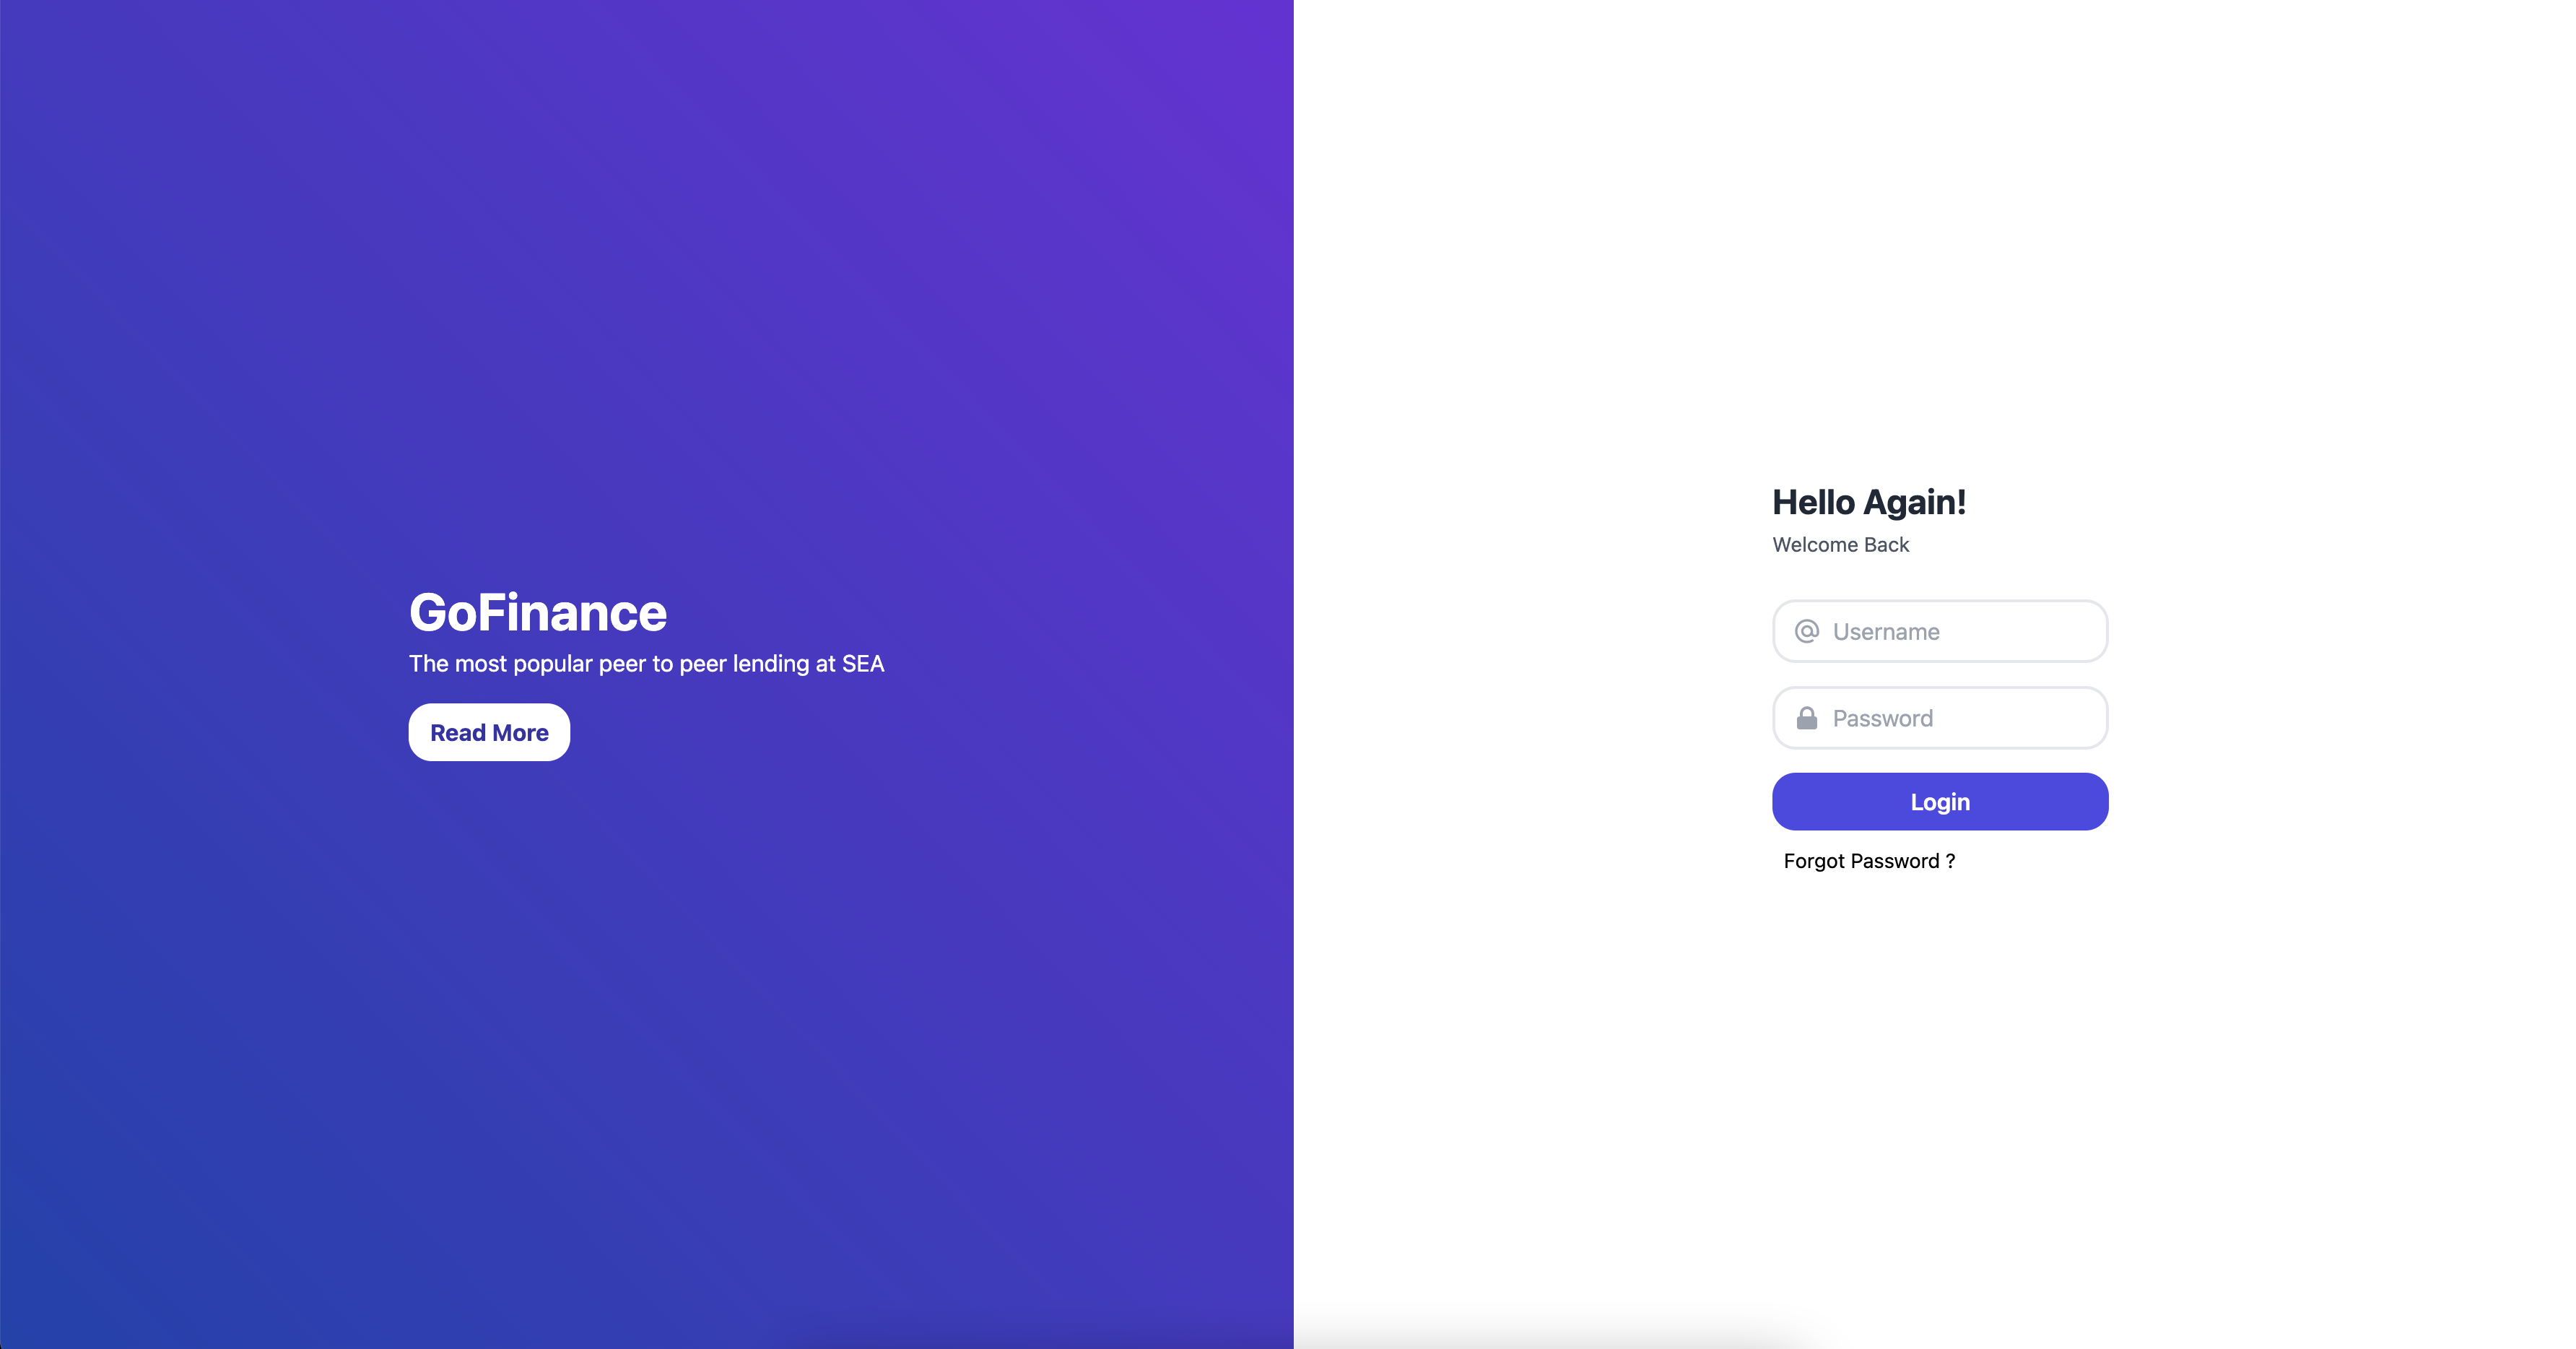 GoFinance
The most popular peer to peer lending at SEA
Read More
Hello Again!
Welcome Back
Username
Password
Login
Forgot Password ?